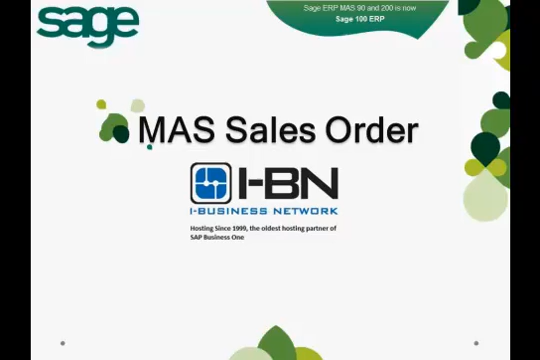 sage
Sage ERP MAS 90 and 200 is now
Sage 100 ERP
MAS Sales Order
I-BN
I-BUSINESS NETWORK
Hosting Since 1999, the oldest hosting partner of
SAP Business One